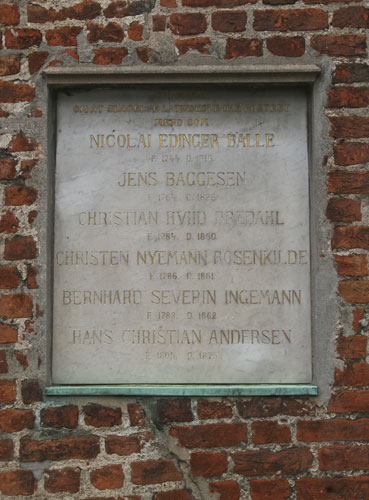 NICOLAI EDINGER BALLE
F. 1744 D. 1816
JENS BAGGESEN
F. 1764 D. 1826
CHRISTIAN HVIID BREDAHL
F. 1784 D. 1860
CHRISTEN NYEMANN ROSENKILDE
F. 1786 D. 1861
BERNHARD SEVERIN INGEMANN
F. 1789 D. 1862
HANS CHRISTIAN ANDERSEN
F. 1805 D. 1875